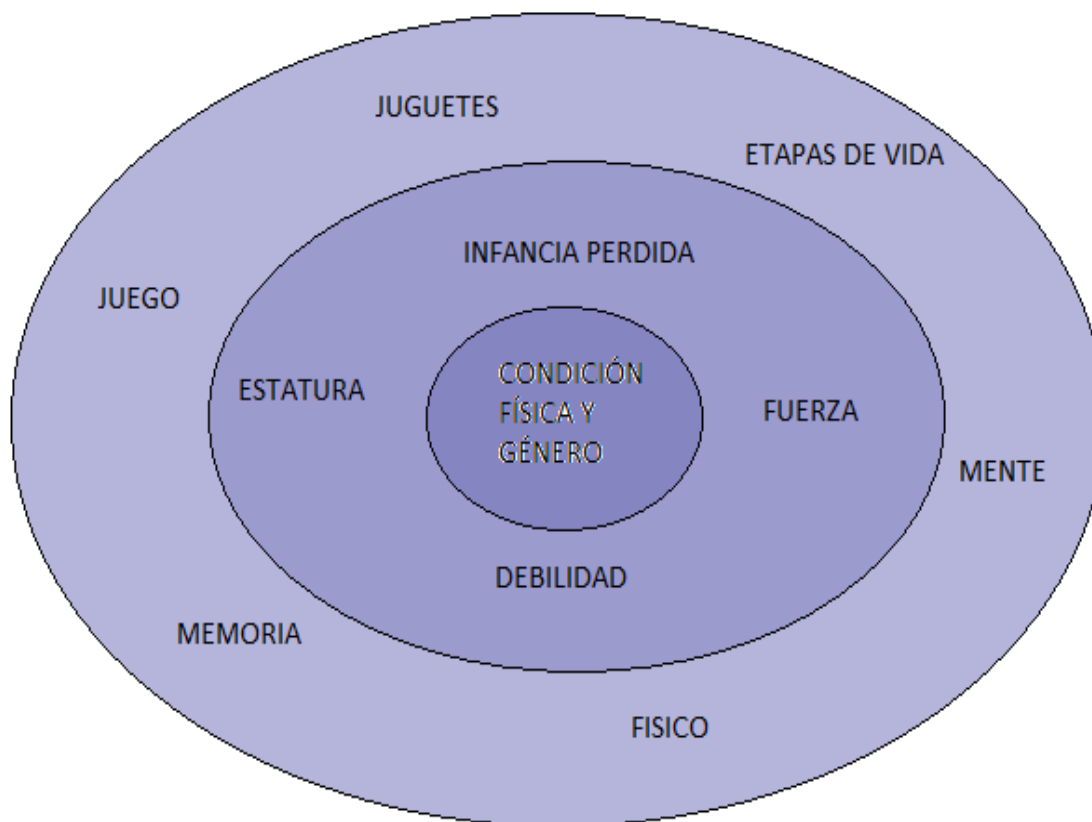 JUGUETES
ETAPAS DE VIDA
INFANCIA PERDIDA
JUEGO
ESTATURA
CONDICIÓN
FÍSICA Y
GÉNERO
FUERZA
MENTE
DEBILIDAD
MEMORIA
FISICO